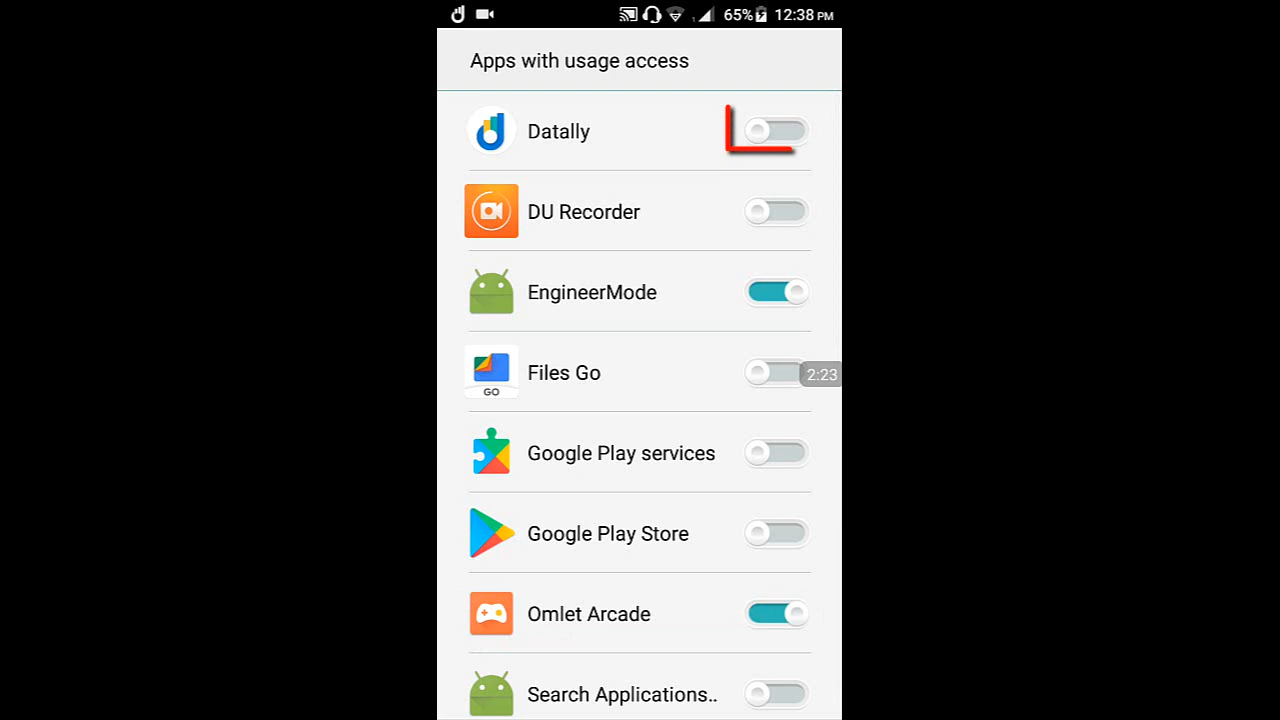 65% 12:38 PM
Apps with usage access
Datally
DU Recorder
EngineerMode
Files Go
2:23
GO
Google Play services
Google Play Store
Omlet Arcade
Search Applications..